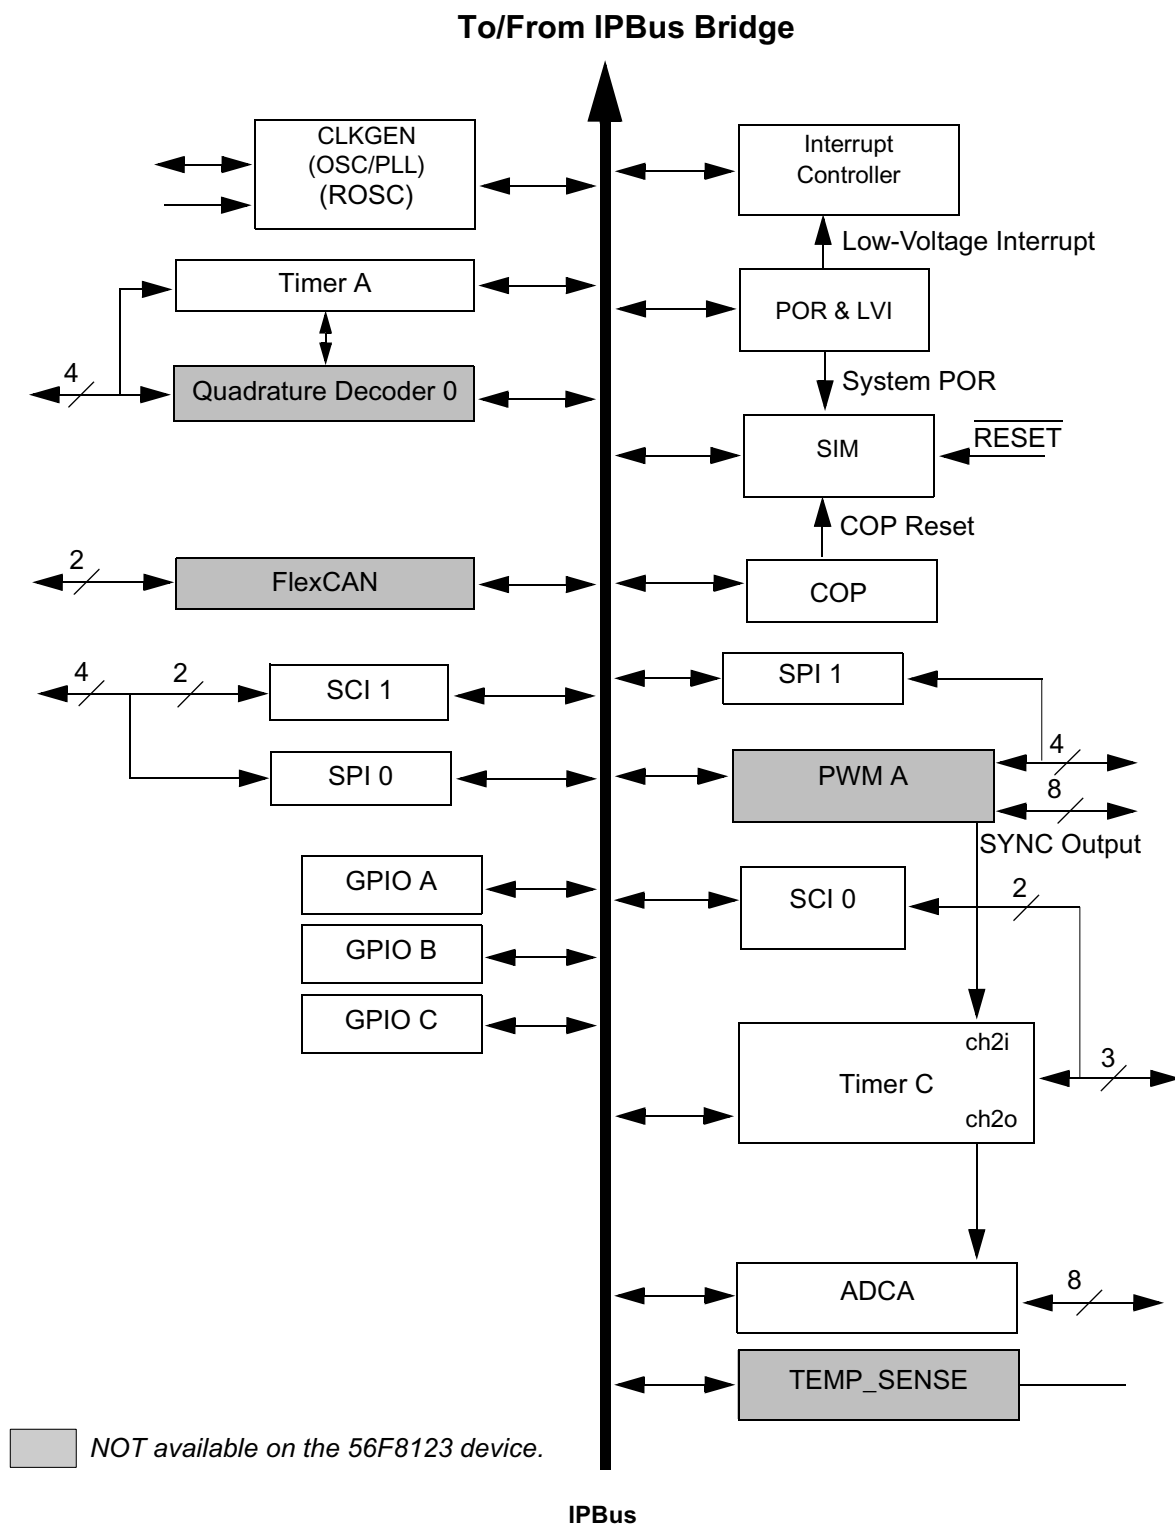 To/From IPBus Bridge
CLKGEN
(OSC/PLL)
(ROSC)
Interrupt
Controller
Low-Voltage Interrupt
Timer A
POR & LVI
4
Quadrature Decoder 0
System POR
SIM
RESET
COP Reset
2
FlexCAN
COP
4
2
SCI 1
SPI 1
SPI 0
PWM A
4
8
SYNC Output
GPIO A
SCI 0
2
GPIO B
GPIO C
ch2i
Timer C
3
ch2o
ADCA
8
TEMP_SENSE
NOT available on the 56F8123 device.
IPBus